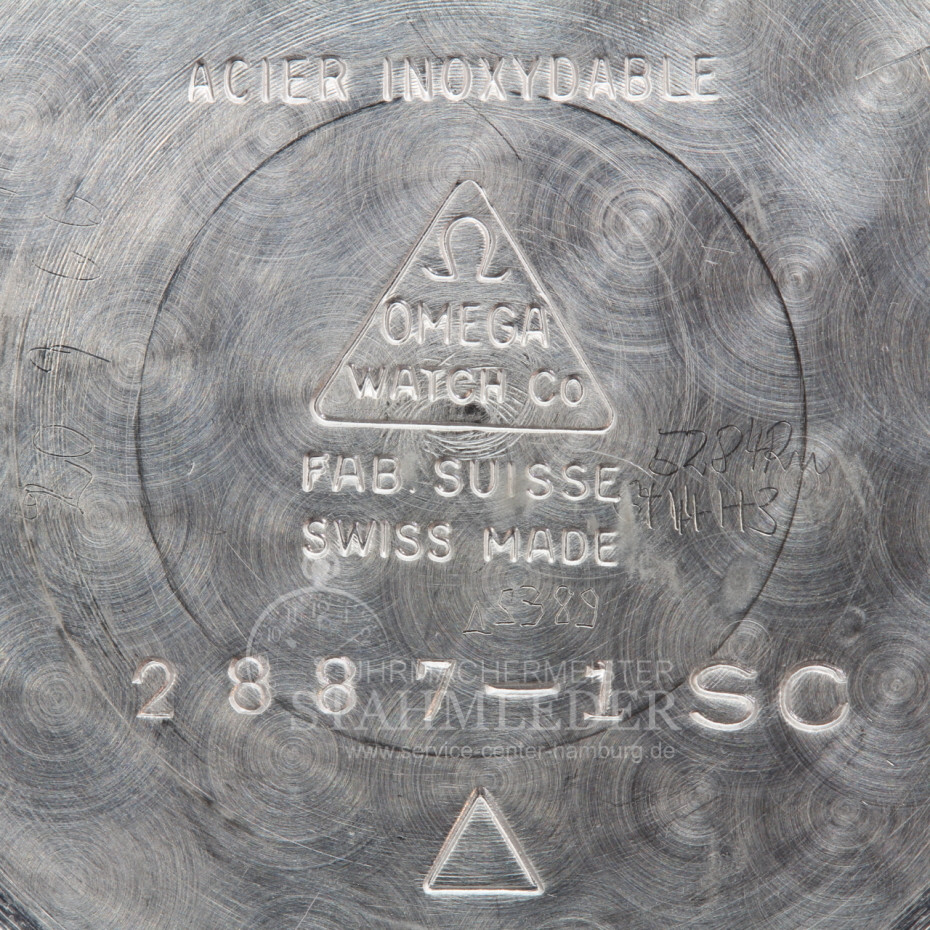 ACIER INOXYDABLE
Ω
OMEGA
WATCH Co
FAB. SUISSE
SWISS MADE
2887-1 SC
UHRMACHERMEISTER
STAHMLEDER
www.service-center-hamburg.de